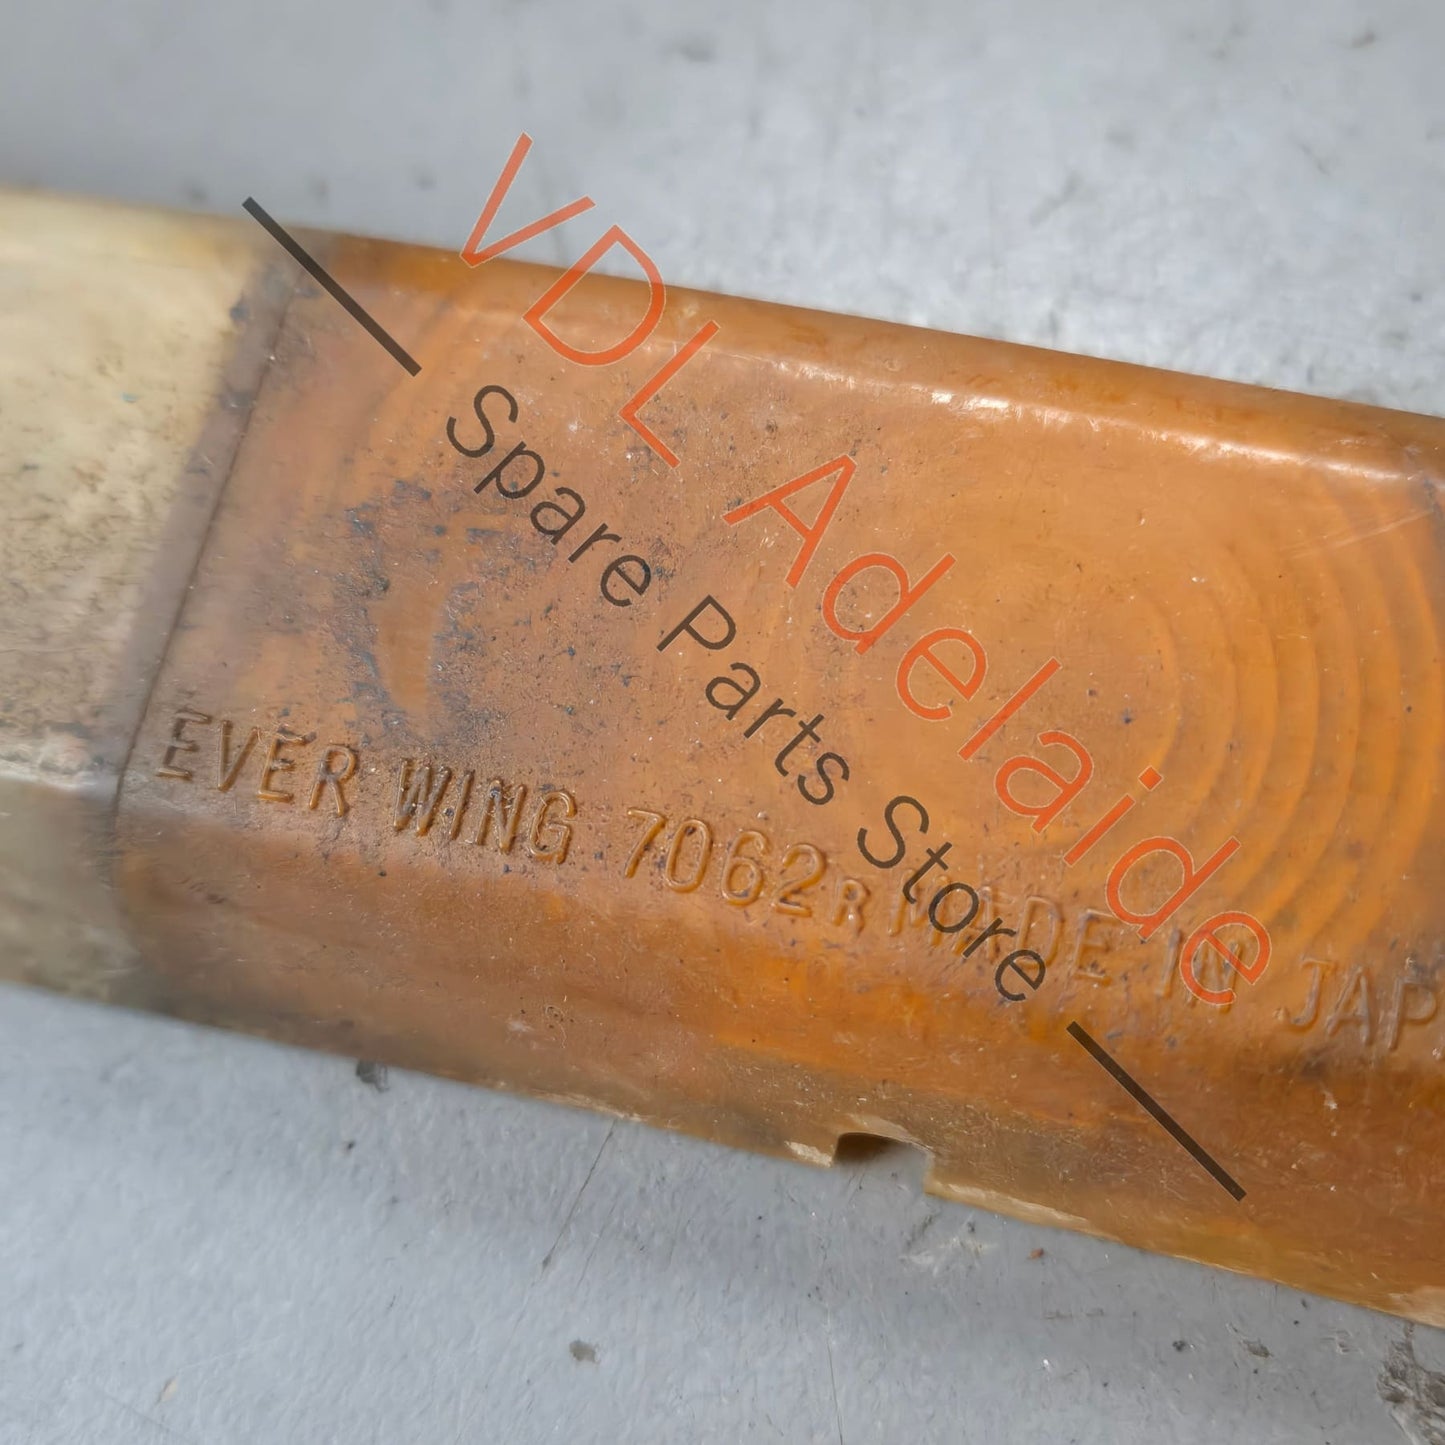 VDL Adelaide
Spare Parts Store
EVER WING 7062R MADE IN JAP